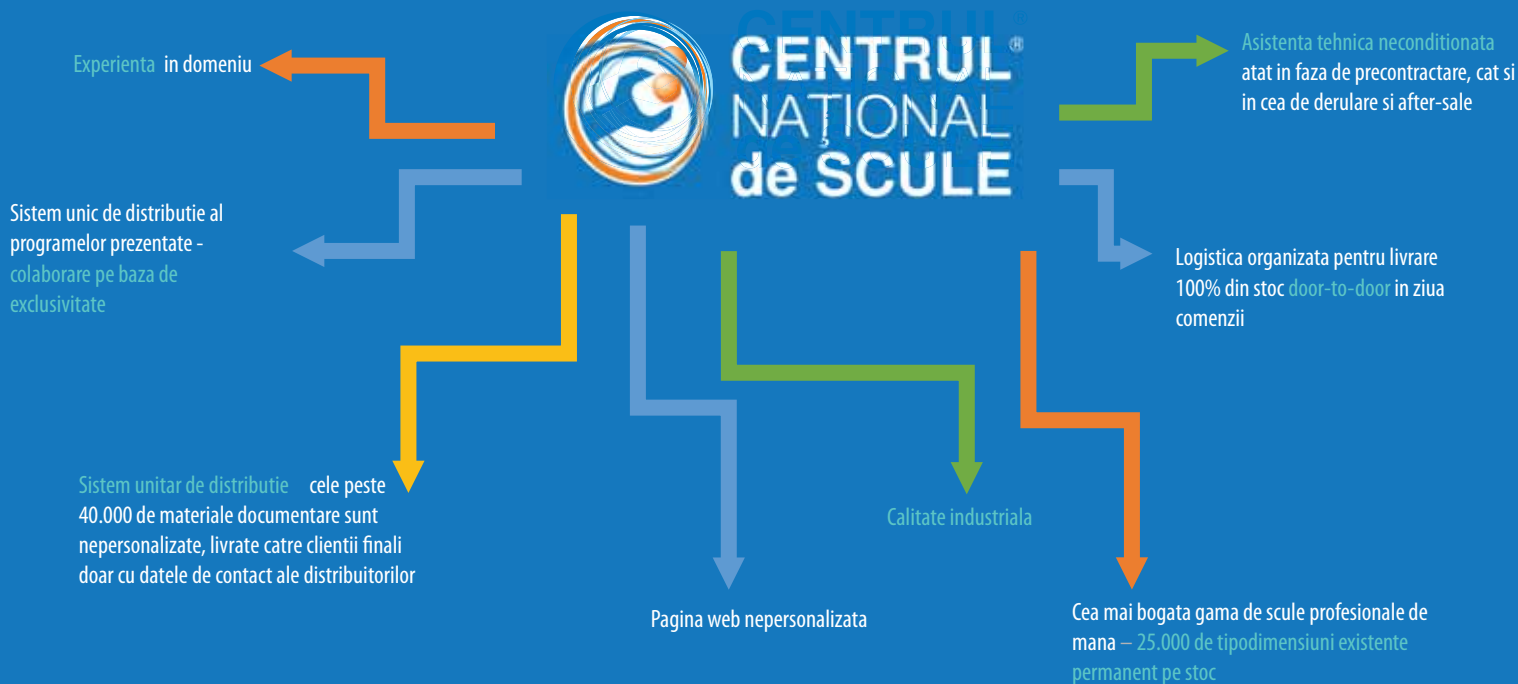 CENTRUL®
NAŢIONAL
de SCULE
Experienta in domeniu
Asistenta tehnica neconditionata
atat in faza de precontractare, cat si
in cea de derulare si after-sale
Sistem unic de distributie al
programelor prezentate -
colaborare pe baza de
exclusivitate
Logistica organizata pentru livrare
100% din stoc door-to-door in ziua
comenzii
Sistem unitar de distributie cele peste
40.000 de materiale documentare sunt
nepersonalizate, livrate catre clientii finali
doar cu datele de contact ale distribuitorilor
Pagina web nepersonalizata
Calitate industriala
Cea mai bogata gama de scule profesionale de
mana – 25.000 de tipodimensiuni existente
permanent pe stoc